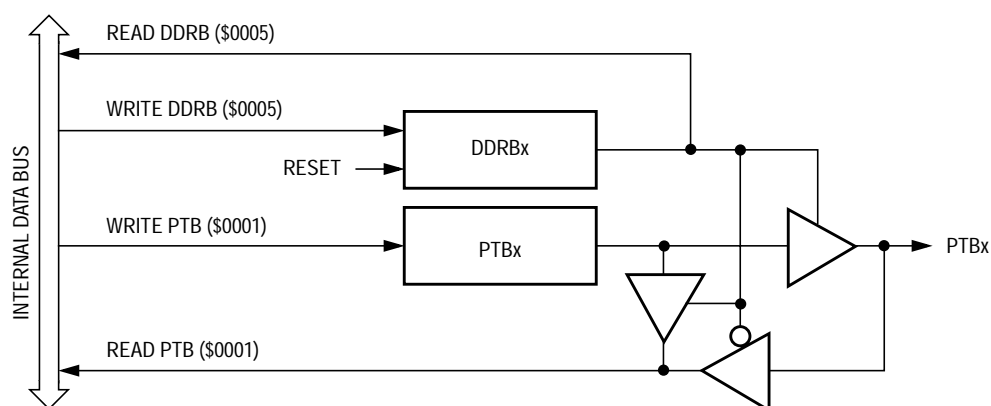 READ DDRB ($0005)
WRITE DDRB ($0005)
DDRBx
RESET
WRITE PTB ($0001)
PTBx
PTBx
READ PTB ($0001)
INTERNAL DATA BUS